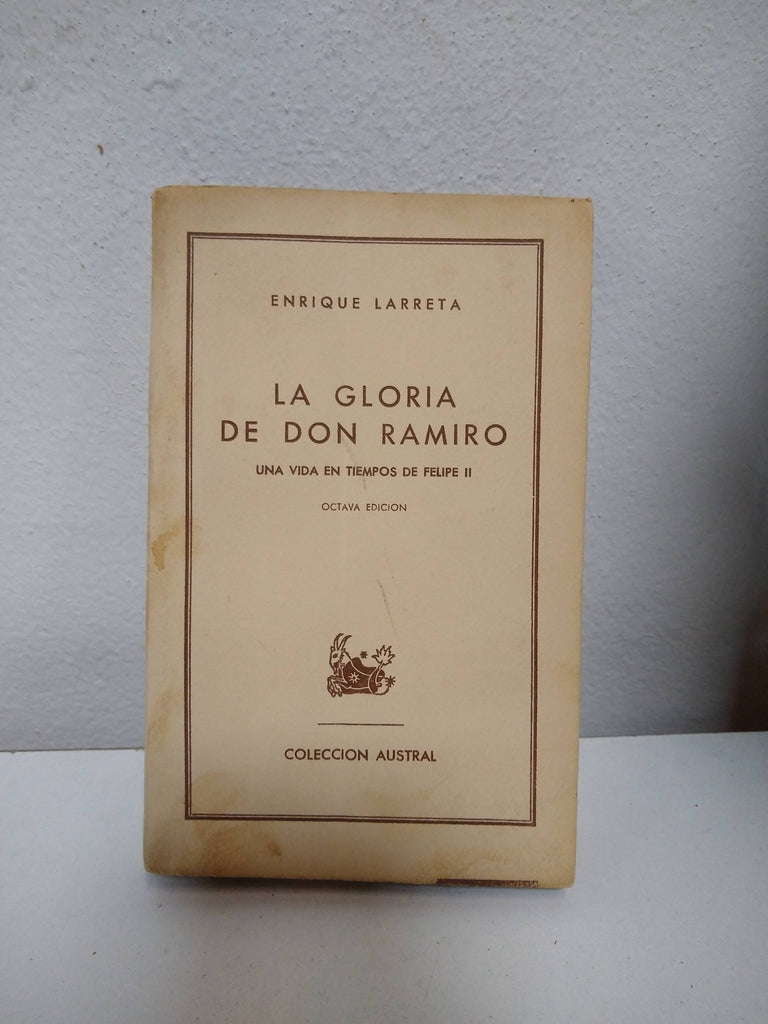 ENRIQUE LARRETA
LA GLORIA
DE DON RAMIRO
UNA VIDA EN TIEMPOS DE FELIPE II
OCTAVA EDICION
COLECCION AUSTRAL